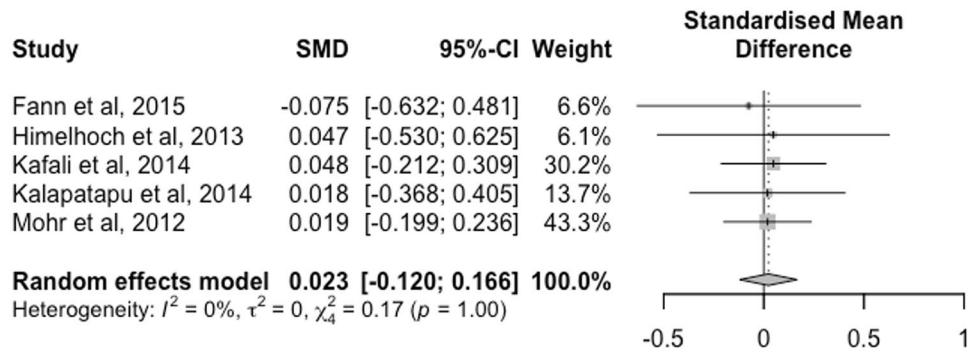 Standardised Mean
Study SMD 95%-CI Weight Difference
Fann et al, 2015 -0.075 [-0.632; 0.481] 6.6%
Himelhoch et al, 2013 0.047 [-0.530; 0.625] 6.1%
Kafali et al, 2014 0.048 [-0.212; 0.309] 30.2%
Kalapatapu et al, 2014 0.018 [-0.368; 0.405] 13.7%
Mohr et al, 2012 0.019 [-0.199; 0.236] 43.3%
Random effects model 0.023 [-0.120; 0.166] 100.0%
Heterogeneity: I² = 0%, τ² = 0, χ²₄ = 0.17 (p = 1.00)
-0.5 0 0.5 1